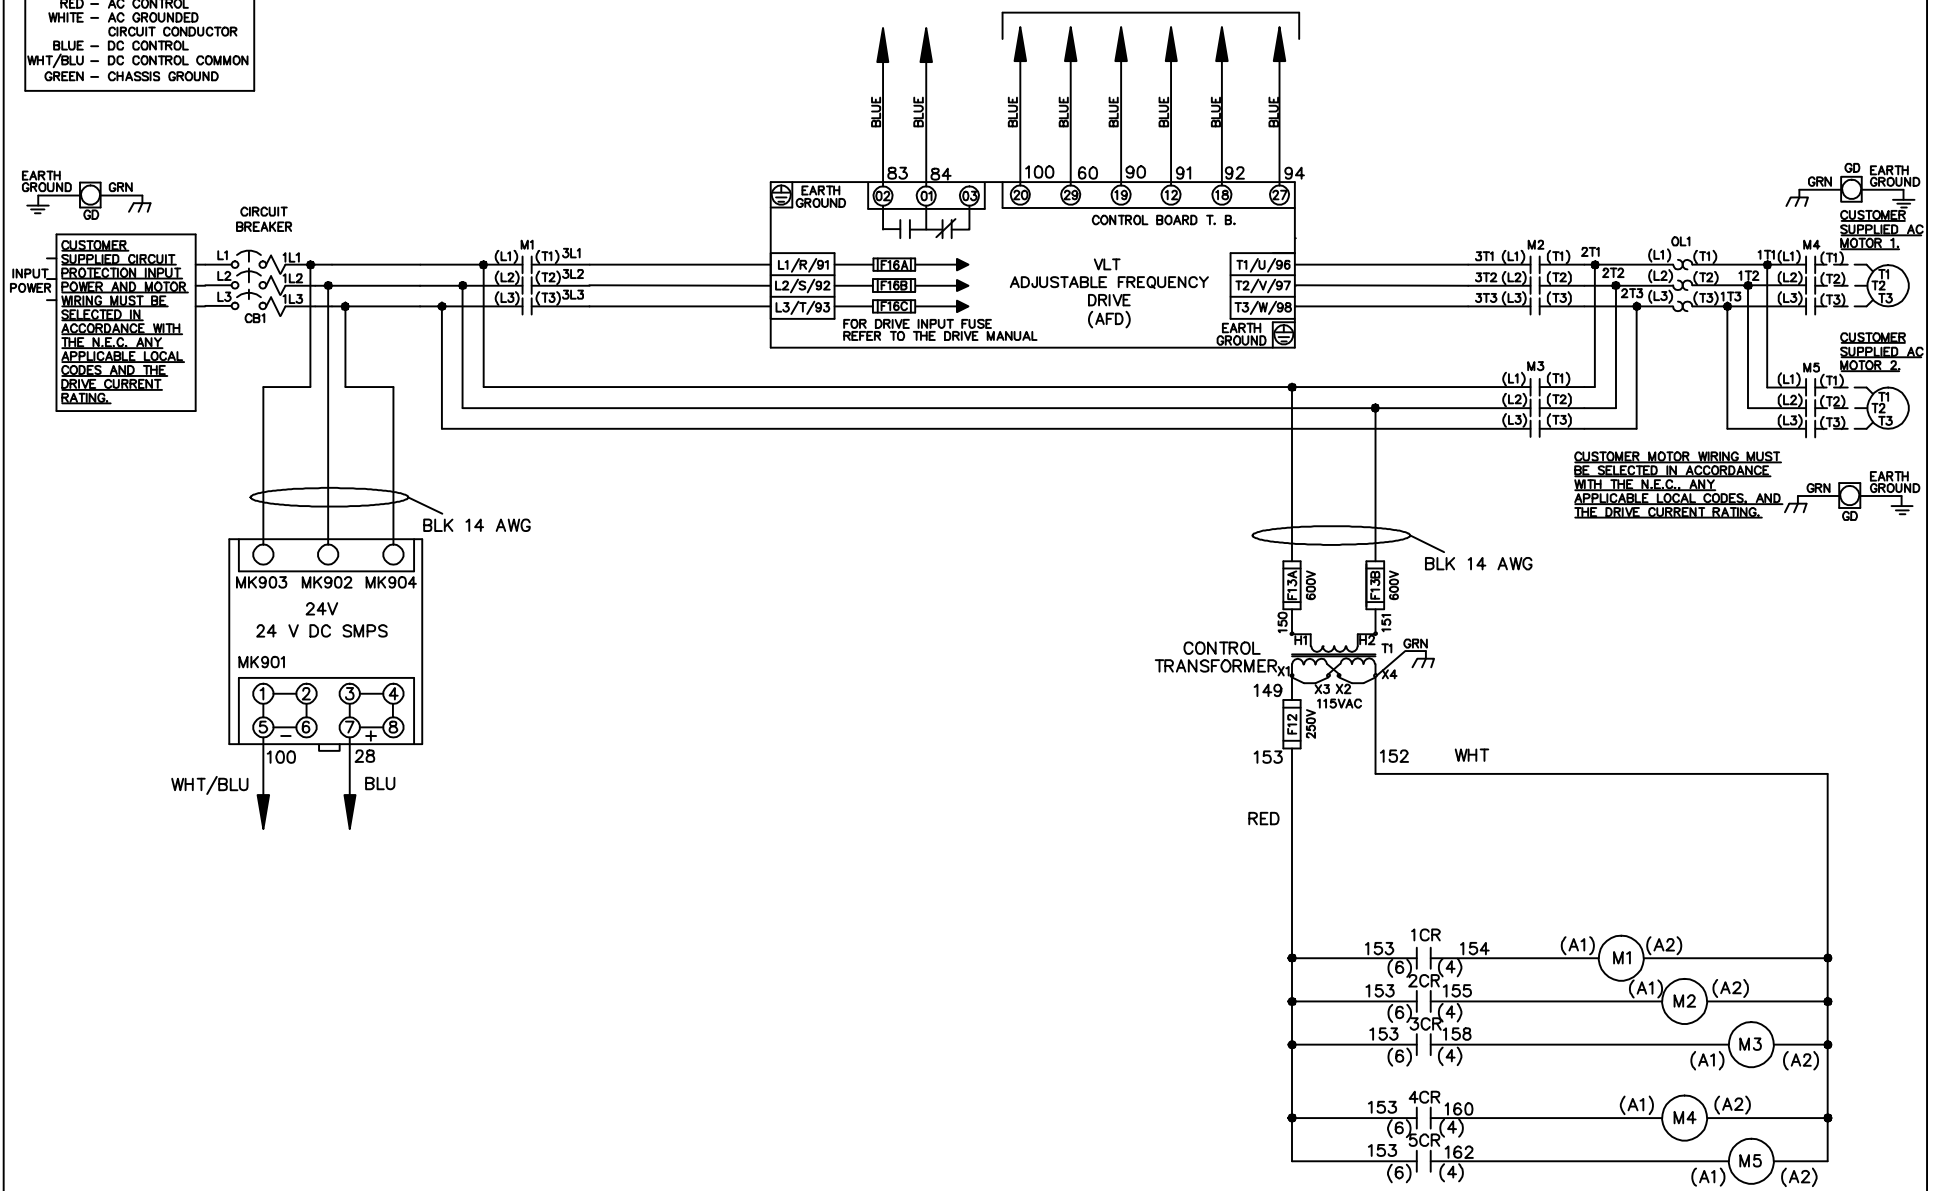 RED – AC CONTROL
WHITE – AC GROUNDED
CIRCUIT CONDUCTOR
BLUE – DC CONTROL
WHT/BLU – DC CONTROL COMMON
GREEN – CHASSIS GROUND
BLUE
BLUE
BLUE
BLUE
BLUE
BLUE
BLUE
BLUE
83
84
100
60
90
91
92
94
02
01
03
20
29
19
12
18
27
EARTH
GROUND
CONTROL BOARD T. B.
EARTH
GROUND
GRN
GD
CIRCUIT
BREAKER
INPUT
POWER
CUSTOMER
SUPPLIED CIRCUIT
PROTECTION INPUT
POWER AND MOTOR
WIRING MUST BE
SELECTED IN
ACCORDANCE WITH
THE N.E.C. ANY
APPLICABLE LOCAL
CODES AND THE
DRIVE CURRENT
RATING.
L1
1L1
L2
1L2
L3
1L3
CB1
M1
(L1) (T1) 3L1
(L2) (T2) 3L2
(L3) (T3) 3L3
L1/R/91
F16A
L2/S/92
F16B
L3/T/93
F16C
FOR DRIVE INPUT FUSE
REFER TO THE DRIVE MANUAL
VLT
ADJUSTABLE FREQUENCY
DRIVE
(AFD)
T1/U/96
T2/V/97
T3/W/98
EARTH
GROUND
M2
3T1 (L1) (T1) 2T1
3T2 (L2) (T2) 2T2
3T3 (L3) (T3) 2T3
OL1
(L1) (T1) 1T1
(L2) (T2) 1T2
(L3) (T3) 1T3
M4
(L1) (T1)
(L2) (T2)
(L3) (T3)
T1
T2
T3
GRN
GD
EARTH
GROUND
CUSTOMER
SUPPLIED AC
MOTOR 1.
M3
(L1) (T1)
(L2) (T2)
(L3) (T3)
CUSTOMER
SUPPLIED AC
MOTOR 2.
M5
(L1) (T1)
(L2) (T2)
(L3) (T3)
T1
T2
T3
CUSTOMER MOTOR WIRING MUST
BE SELECTED IN ACCORDANCE
WITH THE N.E.C., ANY
APPLICABLE LOCAL CODES, AND
THE DRIVE CURRENT RATING.
GRN
GD
EARTH
GROUND
BLK 14 AWG
MK903 MK902 MK904
24V
24 V DC SMPS
MK901
1 2 3 4
5 – 6 7 + 8
100
28
WHT/BLU
BLU
BLK 14 AWG
F13A
600V
F13B
600V
150
151
H1
H2
CONTROL
TRANSFORMER
T1
GRN
X1
X3 X2
X4
115VAC
149
F12
250V
153
152
WHT
RED
1CR
153 154
(6) (4)
(A1) M1 (A2)
2CR
153 155
(6) (4)
(A1) M2 (A2)
3CR
153 158
(6) (4)
(A1) M3 (A2)
4CR
153 160
(6) (4)
(A1) M4 (A2)
5CR
153 162
(6) (4)
(A1) M5 (A2)